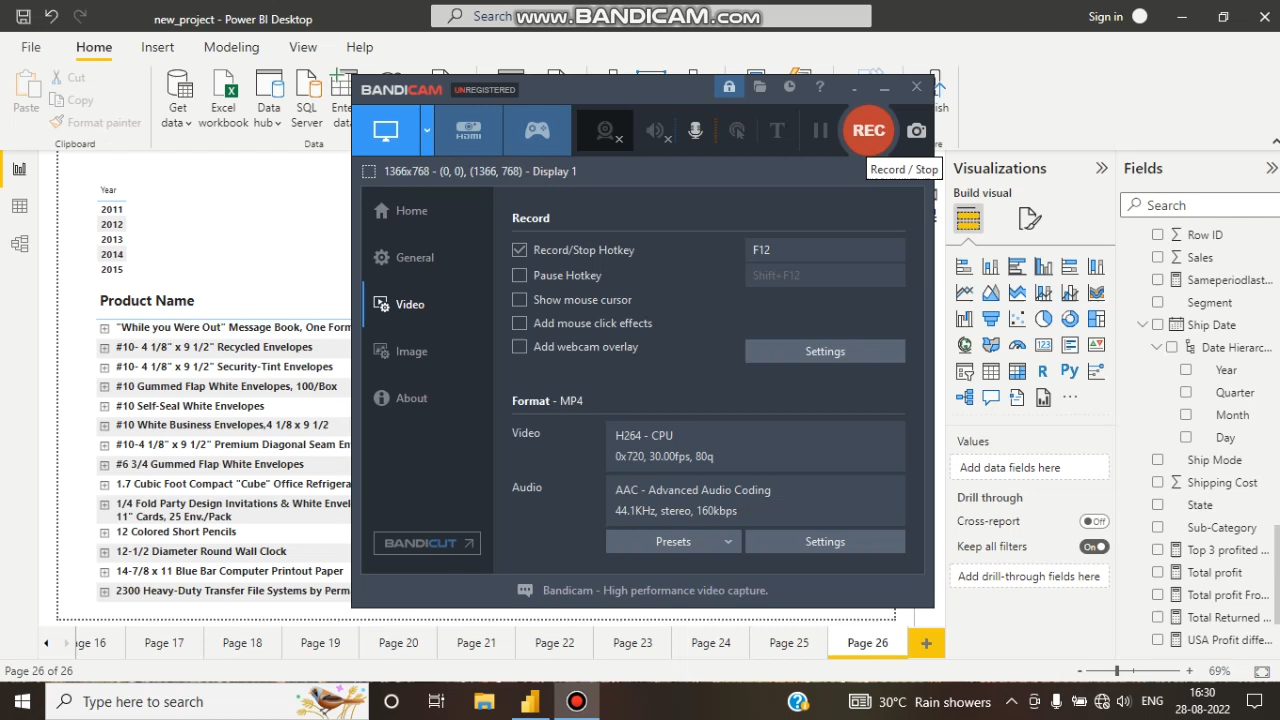 new_project - Power BI Desktop
Search
www.BANDICAM.com
Sign in
File
Home
Insert
Modeling
View
Help
Paste
Cut
Copy
Format painter
Clipboard
Get data
Excel workbook
Data hub
SQL Server
Data
BANDICAM
UNREGISTERED
HDMI
REC
Record / Stop
1366x768 - (0, 0), (1366, 768) - Display 1
Home
General
Video
Image
About
BANDICUT
Record
Record/Stop Hotkey
F12
Pause Hotkey
Shift+F12
Show mouse cursor
Add mouse click effects
Add webcam overlay
Settings
Format - MP4
Video
H264 - CPU
0x720, 30.00fps, 80q
Audio
AAC - Advanced Audio Coding
44.1KHz, stereo, 160kbps
Presets
Settings
Bandicam - High performance video capture.
Year
2011
2012
2013
2014
2015
Product Name
"While you Were Out" Message Book, One Form
#10- 4 1/8" x 9 1/2" Recycled Envelopes
#10- 4 1/8" x 9 1/2" Security-Tint Envelopes
#10 Gummed Flap White Envelopes, 100/Box
#10 Self-Seal White Envelopes
#10 White Business Envelopes,4 1/8 x 9 1/2
#10-4 1/8" x 9 1/2" Premium Diagonal Seam En
#6 3/4 Gummed Flap White Envelopes
1.7 Cubic Foot Compact "Cube" Office Refrigera
1/4 Fold Party Design Invitations & White Envel
11" Cards, 25 Env./Pack
12 Colored Short Pencils
12-1/2 Diameter Round Wall Clock
14-7/8 x 11 Blue Bar Computer Printout Paper
2300 Heavy-Duty Transfer File Systems by Perm
Visualizations
Build visual
Values
Add data fields here
Drill through
Cross-report
Off
Keep all filters
On
Add drill-through fields here
Fields
Search
Row ID
Sales
Sameperiodlast...
Segment
Ship Date
Date Hierarc...
Year
Quarter
Month
Day
Ship Mode
Shipping Cost
State
Sub-Category
Top 3 profited ...
Total profit
Total profit Fro...
Total Returned ...
USA Profit diffe...
Page 17
Page 18
Page 19
Page 20
Page 21
Page 22
Page 23
Page 24
Page 25
Page 26
Page 26 of 26
69%
Type here to search
30°C Rain showers
ENG
16:30
28-08-2022